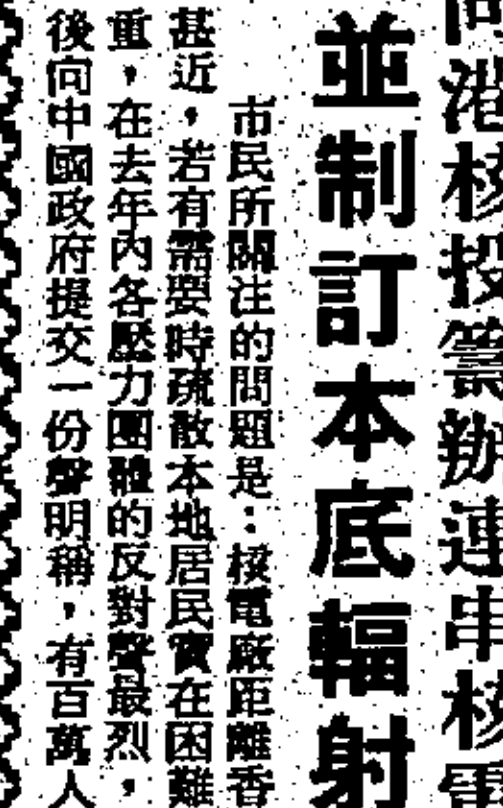 問港核投籌辦連串核電
並制訂本底輻射
市民所關注的問題是：核電廠距離香
甚近，若有需要時疏散本地居民實在困難
重，在去年內各壓力團體的反對聲最烈，
後向中國政府提交一份聲明稱，有百萬人